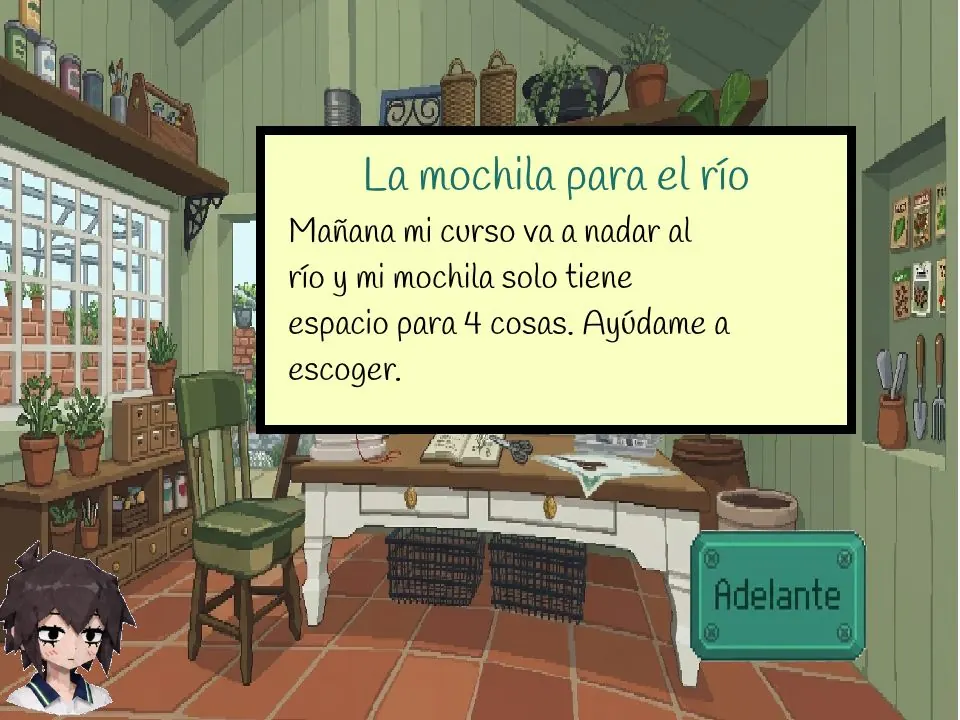 La mochila para el río
Mañana mi curso va a nadar al
río y mi mochila solo tiene
espacio para 4 cosas. Ayúdame a
escoger.
Adelante